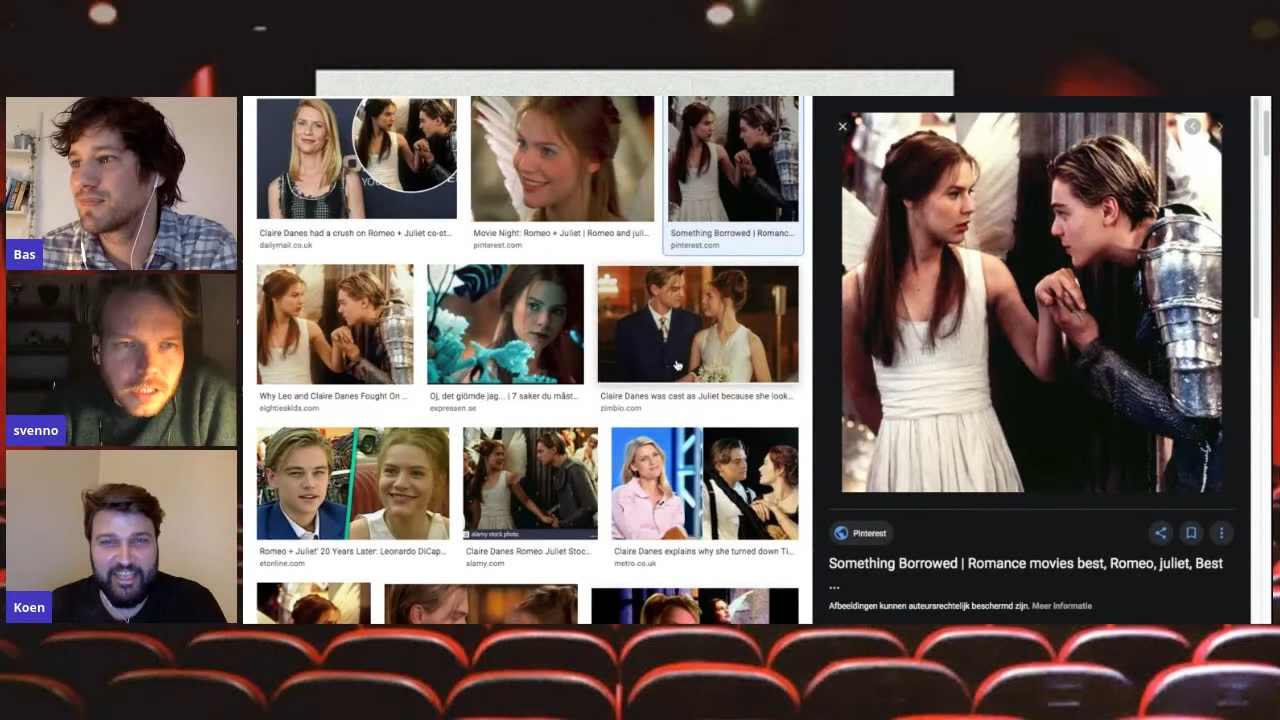 Bas
svenno
Koen
Claire Danes had a crush on Romeo + Juliet co-st...
dailymail.co.uk
Movie Night: Romeo + Juliet | Romeo and juli...
pinterest.com
Something Borrowed | Romanc...
pinterest.com
Why Leo and Claire Danes Fought On ...
eightieskids.com
Oj, det glömde jag... | 7 saker du måst...
expressen.se
Claire Danes was cast as Juliet because she look...
zimbio.com
Romeo + Juliet' 20 Years Later: Leonardo DiCap...
etonline.com
alamy stock photo
Claire Danes Romeo Juliet Stoc...
alamy.com
Claire Danes explains why she turned down Ti...
metro.co.uk
Pinterest
Something Borrowed | Romance movies best, Romeo, juliet, Best
...
Afbeeldingen kunnen auteursrechtelijk beschermd zijn. Meer informatie